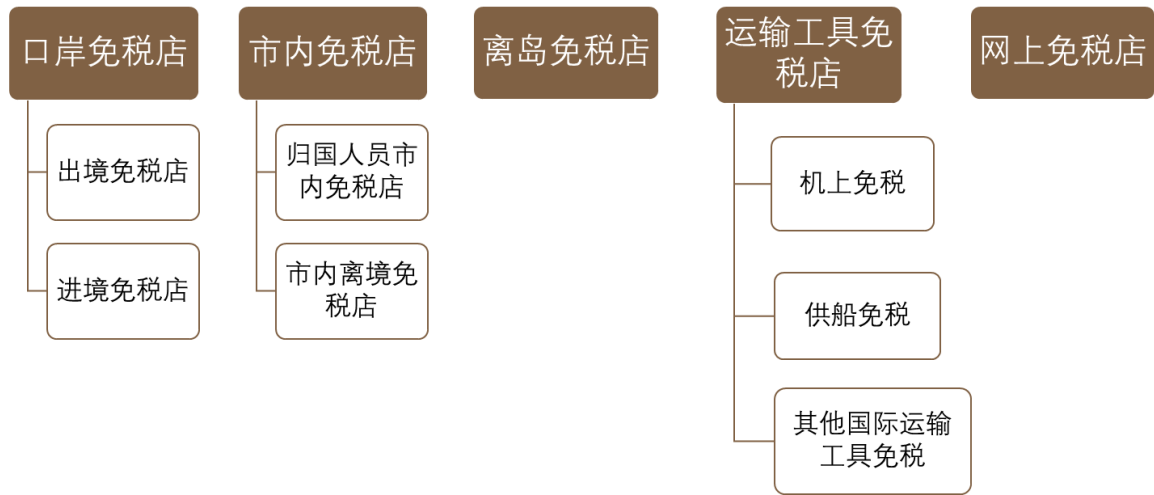 口岸免税店
出境免税店
进境免税店
市内免税店
归国人员市
内免税店
市内离境免
税店
离岛免税店
运输工具免
税店
机上免税
供船免税
其他国际运输
工具免税
网上免税店